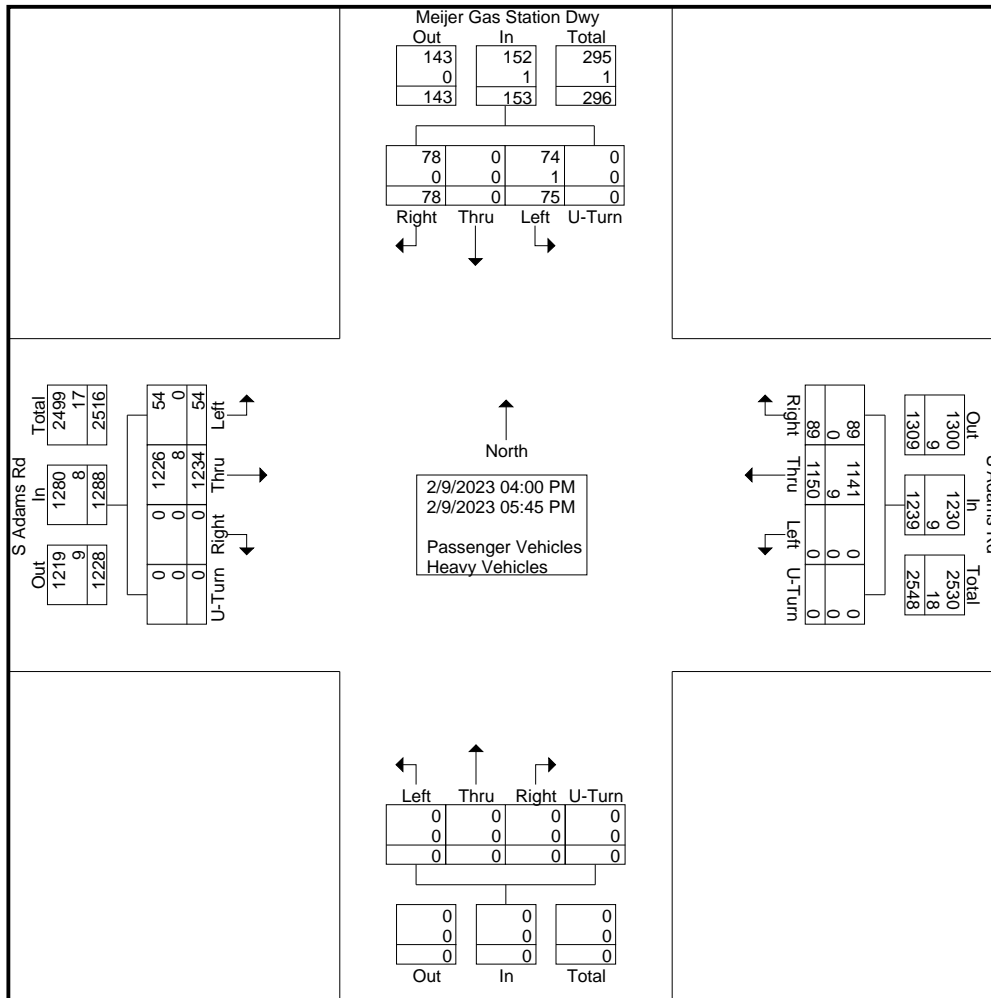 Meijer Gas Station Dwy
Out In Total
143 152 295
0 1 1
143 153 296
78 0 74 0
0 0 1 0
78 0 75 0
Right Thru Left U-Turn
S Adams Rd
Total In Out
2499 1280 1219
17 8 9
2516 1288 1228
54 1226 0 0
0 8 0 0
54 1234 0 0
Left Thru Right U-Turn
North
2/9/2023 04:00 PM
2/9/2023 05:45 PM
Passenger Vehicles
Heavy Vehicles
Right Thru Left U-Turn
89 1141 0 0
0 9 0 0
89 1150 0 0
Out In Total
1300 1230 2530
9 9 18
1309 1239 2548
S Adams Rd
Left Thru Right U-Turn
0 0 0 0
0 0 0 0
0 0 0 0
0 0 0
0 0 0
0 0 0
Out In Total